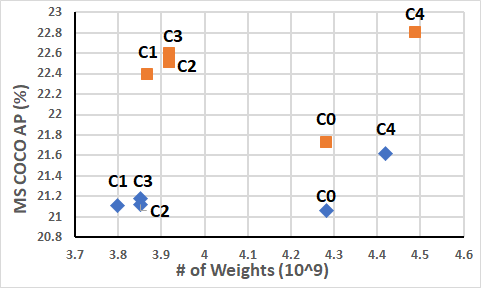 23
22.8
22.6
22.4
22.2
22
21.8
21.6
21.4
21.2
21
20.8
MS COCO AP (%)
C4
C3
C1
C2
C0
C4
C1 C3
C2
C0
3.7 3.8 3.9 4 4.1 4.2 4.3 4.4 4.5 4.6
# of Weights (10^9)